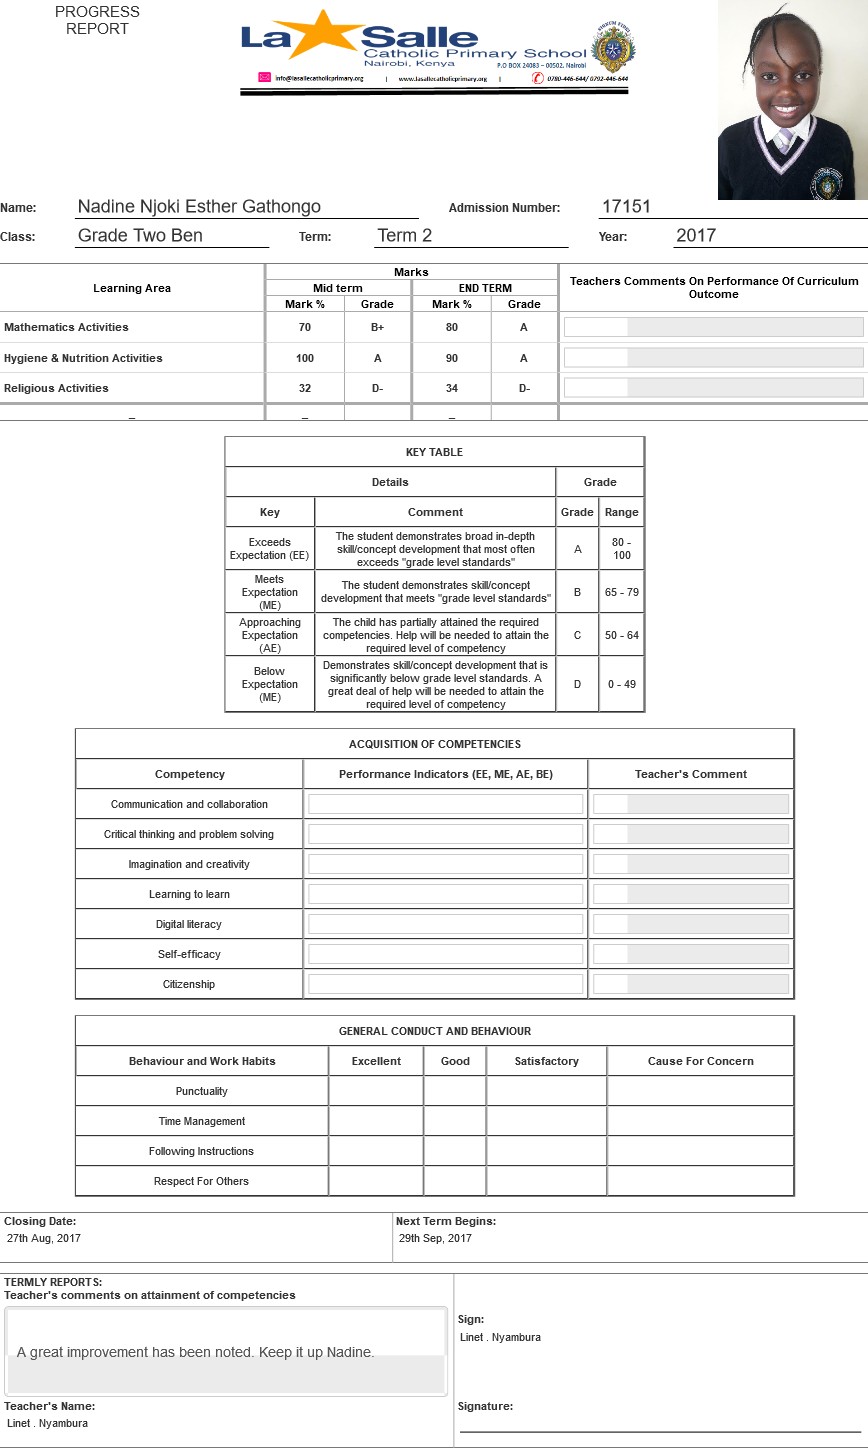 PROGRESS
REPORT
La Salle
Catholic Primary School
Nairobi, Kenya
P.O BOX 24083 – 00502, Nairobi
info@lasallecatholicprimary.org | www.lasallecatholicprimary.org | 0780-446-644/ 0792-446-644
Name: Nadine Njoki Esther Gathongo Admission Number: 17151
Class: Grade Two Ben Term: Term 2 Year: 2017
Learning Area Marks Teachers Comments On Performance Of Curriculum Outcome
Mid term END TERM
Mark % Grade Mark % Grade
Mathematics Activities 70 B+ 80 A
Hygiene & Nutrition Activities 100 A 90 A
Religious Activities 32 D- 34 D-
_ _ _
KEY TABLE
Details Grade
Key Comment Grade Range
Exceeds Expectation (EE) The student demonstrates broad in-depth skill/concept development that most often exceeds "grade level standards" A 80 - 100
Meets Expectation (ME) The student demonstrates skill/concept development that meets "grade level standards" B 65 - 79
Approaching Expectation (AE) The child has partially attained the required competencies. Help will be needed to attain the required level of competency C 50 - 64
Below Expectation (ME) Demonstrates skill/concept development that is significantly below grade level standards. A great deal of help will be needed to attain the required level of competency D 0 - 49
ACQUISITION OF COMPETENCIES
Competency Performance Indicators (EE, ME, AE, BE) Teacher's Comment
Communication and collaboration
Critical thinking and problem solving
Imagination and creativity
Learning to learn
Digital literacy
Self-efficacy
Citizenship
GENERAL CONDUCT AND BEHAVIOUR
Behaviour and Work Habits Excellent Good Satisfactory Cause For Concern
Punctuality
Time Management
Following Instructions
Respect For Others
Closing Date: Next Term Begins:
27th Aug, 2017 29th Sep, 2017
TERMLY REPORTS:
Teacher's comments on attainment of competencies
Sign:
Linet . Nyambura
A great improvement has been noted. Keep it up Nadine.
Teacher's Name: Signature:
Linet . Nyambura